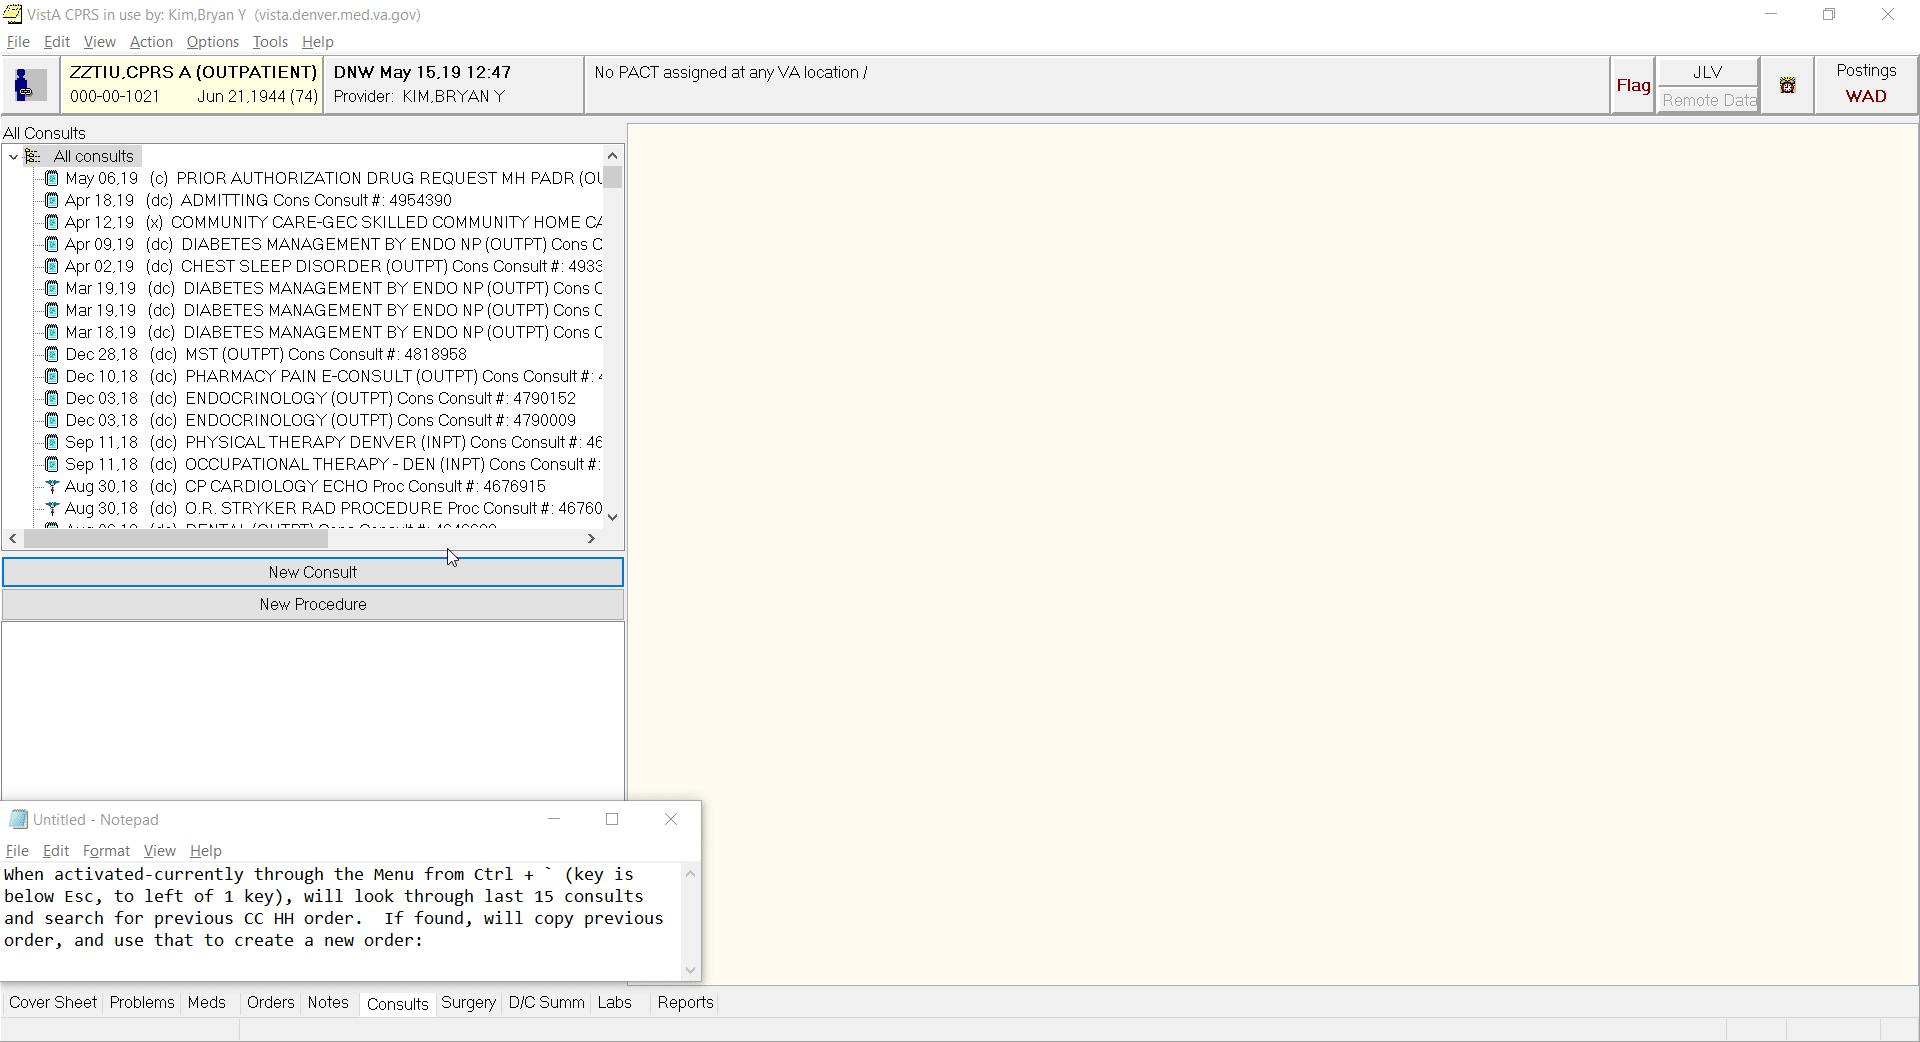 VistA CPRS in use by: Kim,Bryan Y (vista.denver.med.va.gov)
File Edit View Action Options Tools Help
ZZTIU,CPRS A (OUTPATIENT)
000-00-1021 Jun 21,1944 (74)
DNW May 15,19 12:47
Provider: KIM,BRYAN Y
No PACT assigned at any VA location /
Flag
JLV
Remote Data
Postings
WAD
All Consults
All consults
May 06,19 (c) PRIOR AUTHORIZATION DRUG REQUEST MH PADR (OU
Apr 18,19 (dc) ADMITTING Cons Consult #: 4954390
Apr 12,19 (x) COMMUNITY CARE-GEC SKILLED COMMUNITY HOME CA
Apr 09,19 (dc) DIABETES MANAGEMENT BY ENDO NP (OUTPT) Cons C
Apr 02,19 (dc) CHEST SLEEP DISORDER (OUTPT) Cons Consult #: 4933
Mar 19,19 (dc) DIABETES MANAGEMENT BY ENDO NP (OUTPT) Cons C
Mar 19,19 (dc) DIABETES MANAGEMENT BY ENDO NP (OUTPT) Cons C
Mar 18,19 (dc) DIABETES MANAGEMENT BY ENDO NP (OUTPT) Cons C
Dec 28,18 (dc) MST (OUTPT) Cons Consult #: 4818958
Dec 10,18 (dc) PHARMACY PAIN E-CONSULT (OUTPT) Cons Consult #: 4
Dec 03,18 (dc) ENDOCRINOLOGY (OUTPT) Cons Consult #: 4790152
Dec 03,18 (dc) ENDOCRINOLOGY (OUTPT) Cons Consult #: 4790009
Sep 11,18 (dc) PHYSICAL THERAPY DENVER (INPT) Cons Consult #: 46
Sep 11,18 (dc) OCCUPATIONAL THERAPY - DEN (INPT) Cons Consult #:
Aug 30,18 (dc) CP CARDIOLOGY ECHO Proc Consult #: 4676915
Aug 30,18 (dc) O.R. STRYKER RAD PROCEDURE Proc Consult #: 46760
(dc) DENTAL (OUTPT) Cons Consult #:
New Consult
New Procedure
Untitled - Notepad
File Edit Format View Help
When activated-currently through the Menu from Ctrl + ` (key is
below Esc, to left of 1 key), will look through last 15 consults
and search for previous CC HH order.  If found, will copy previous
order, and use that to create a new order:
Cover Sheet Problems Meds Orders Notes Consults Surgery D/C Summ Labs Reports